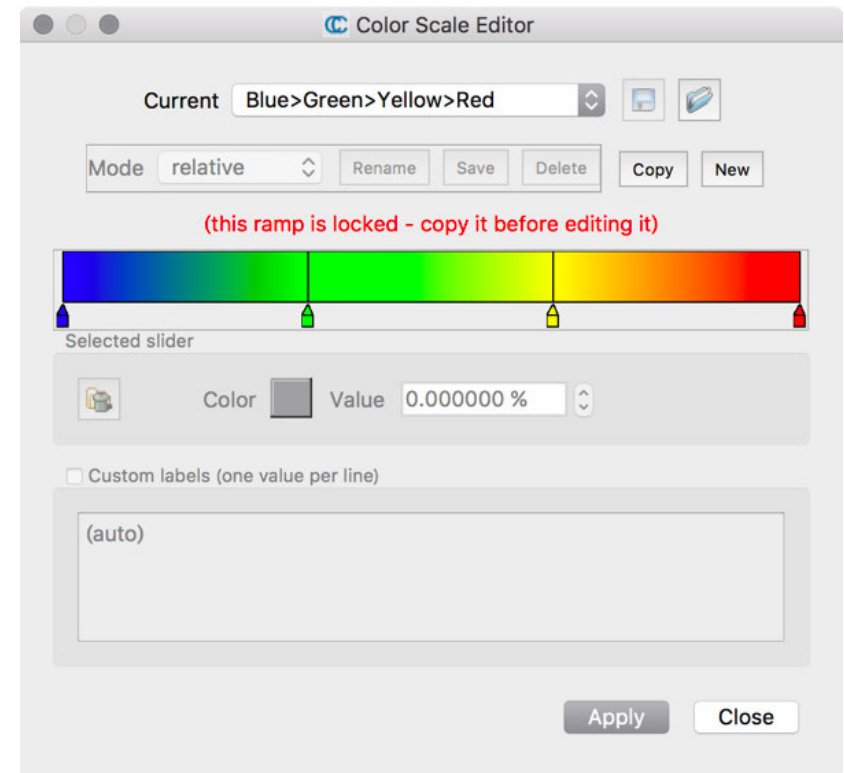 Color Scale Editor
Current Blue>Green>Yellow>Red
Mode relative Rename Save Delete Copy New
(this ramp is locked - copy it before editing it)
Selected slider
Color Value 0.000000 %
Custom labels (one value per line)
(auto)
Apply Close